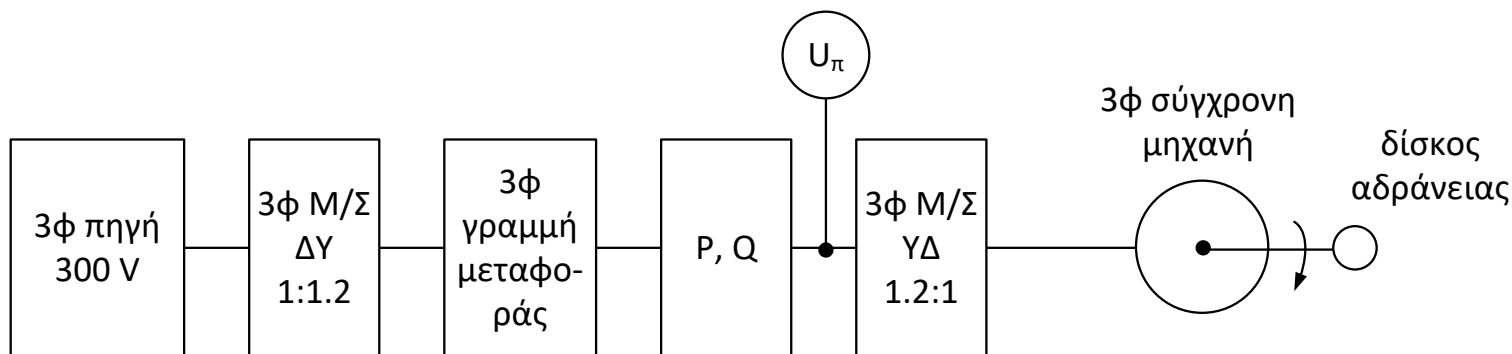 3φ πηγή
300 V
3φ Μ/Σ
ΔΥ
1:1.2
3φ
γραμμή
μεταφο-
ράς
P, Q
Uπ
3φ Μ/Σ
ΥΔ
1.2:1
3φ σύγχρονη
μηχανή
δίσκος
αδράνειας